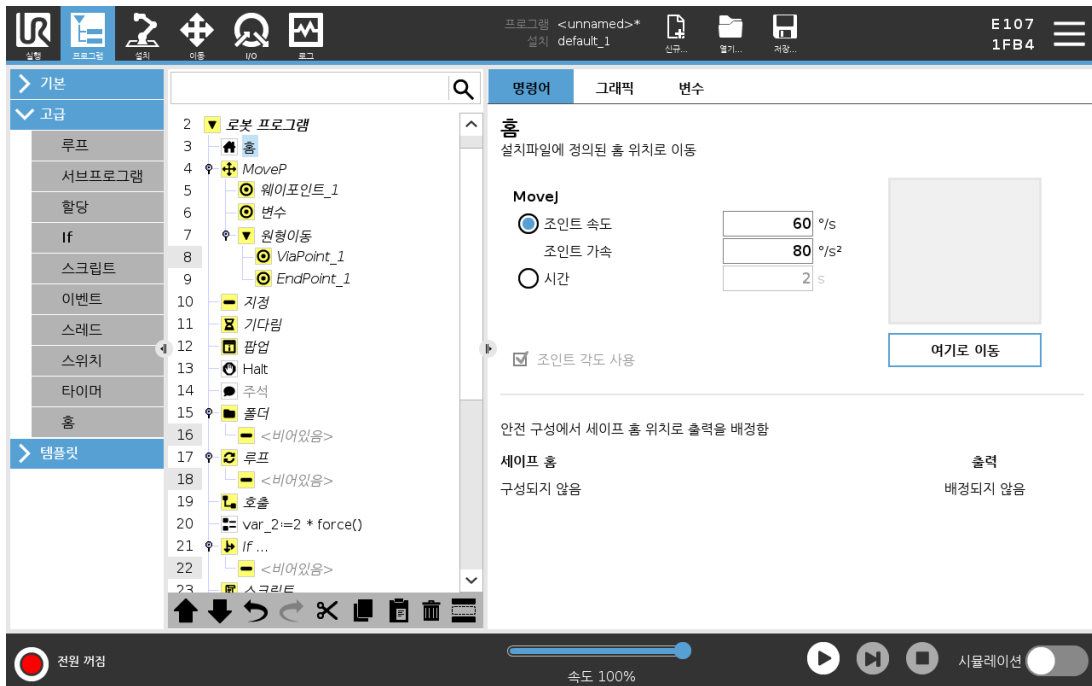 프로그램 <unnamed>*
설치 default_1
실행 프로그램 설치 이동 I/O 로그
신규... 열기... 저장...
E107
1FB4
기본
고급
루프
서브프로그램
할당
If
스크립트
이벤트
스레드
스위치
타이머
홈
템플릿
2 로봇 프로그램
3 홈
4 MoveP
5 웨이포인트_1
6 변수
7 원형이동
8 ViaPoint_1
9 EndPoint_1
10 지정
11 기다림
12 팝업
13 Halt
14 주석
15 폴더
16 <비어있음>
17 루프
18 <비어있음>
19 호출
20 var_2≔2 * force()
21 If ...
22 <비어있음>
23 스크립트
명령어 그래픽 변수
홈
설치파일에 정의된 홈 위치로 이동
MoveJ
조인트 속도 60 °/s
조인트 가속 80 °/s²
시간 2 s
여기로 이동
조인트 각도 사용
안전 구성에서 세이프 홈 위치로 출력을 배정함
세이프 홈 출력
구성되지 않음 배정되지 않음
전원 꺼짐
속도 100%
시뮬레이션